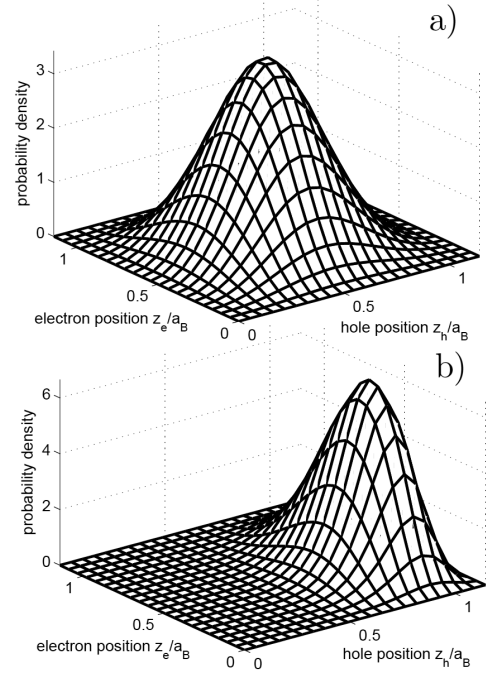 a)
3
2
1
0
probability density
1
0.5
0
electron position z_e/a_B
0
0.5
1
hole position z_h/a_B
b)
6
4
2
0
probability density
1
0.5
0
electron position z_e/a_B
0
0.5
1
hole position z_h/a_B